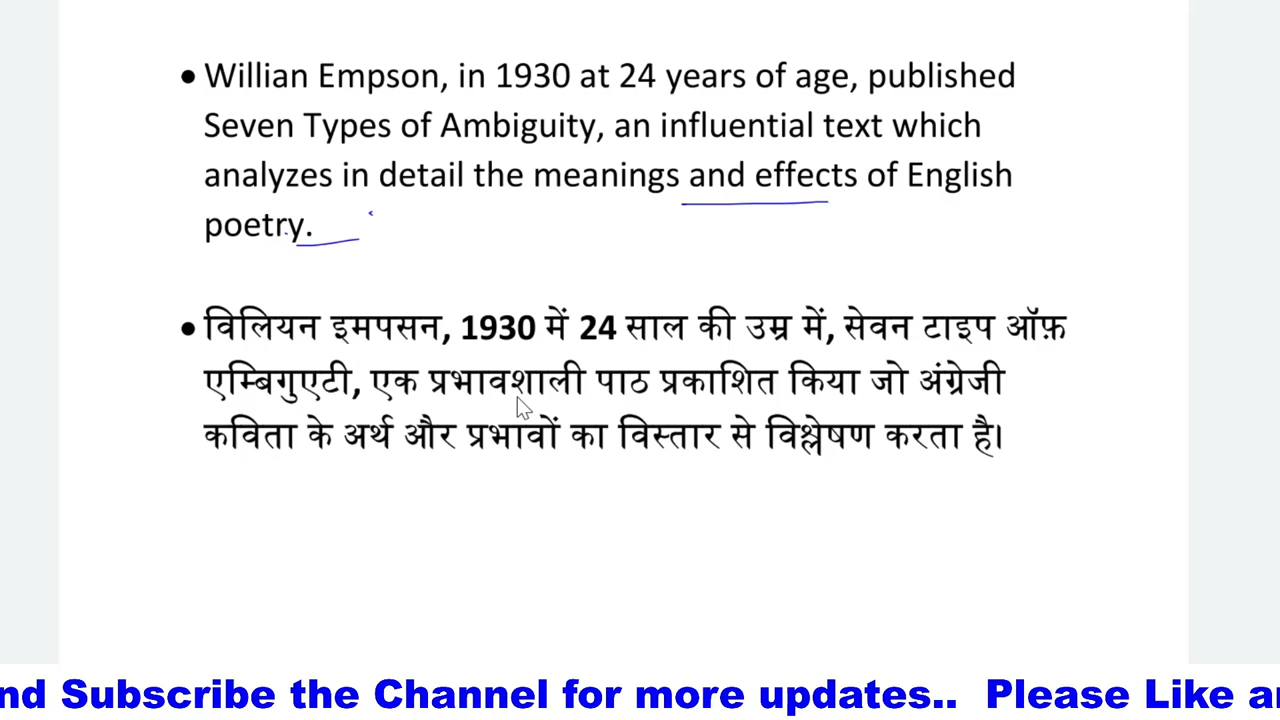 • Willian Empson, in 1930 at 24 years of age, published
Seven Types of Ambiguity, an influential text which
analyzes in detail the meanings and effects of English
poetry.
• विलियन इमपसन, 1930 में 24 साल की उम्र में, सेवन टाइप ऑफ़
एम्बिगुएटी, एक प्रभावशाली पाठ प्रकाशित किया जो अंग्रेजी
कविता के अर्थ और प्रभावों का विस्तार से विश्लेषण करता है।
nd Subscribe the Channel for more updates.. Please Like a